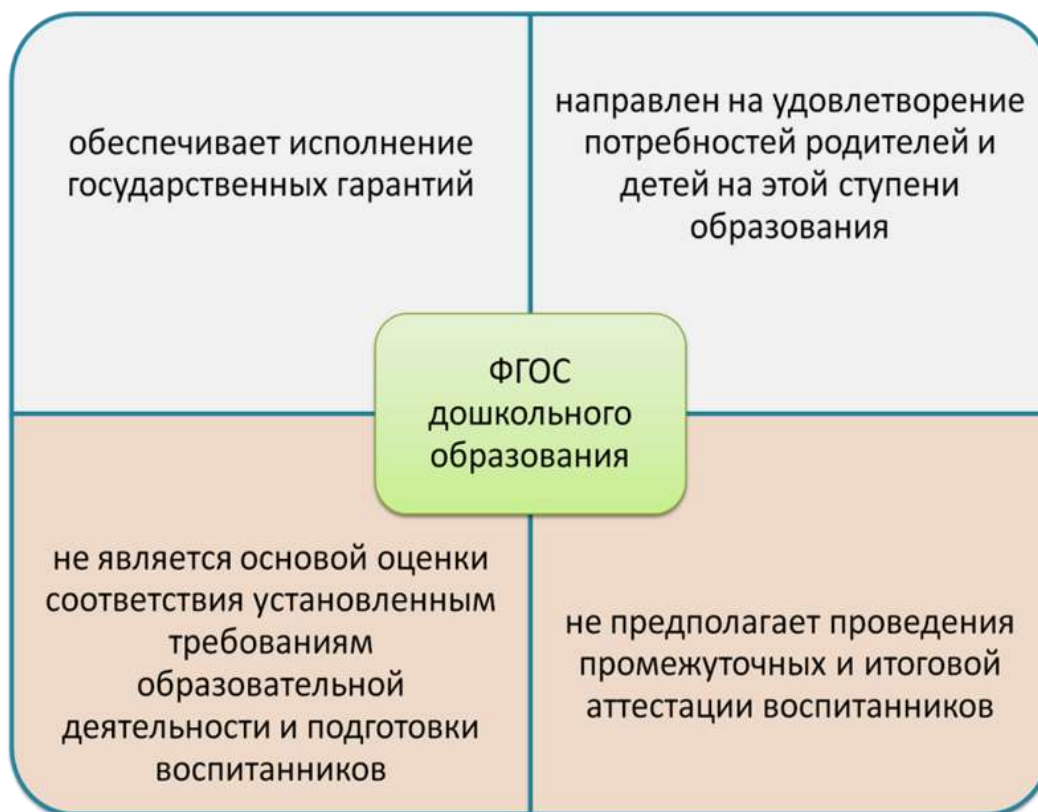 обеспечивает исполнение
государственных гарантий
направлен на удовлетворение
потребностей родителей и
детей на этой ступени
образования
ФГОС
дошкольного
образования
не является основой оценки
соответствия установленным
требованиям
образовательной
деятельности и подготовки
воспитанников
не предполагает проведения
промежуточных и итоговой
аттестации воспитанников